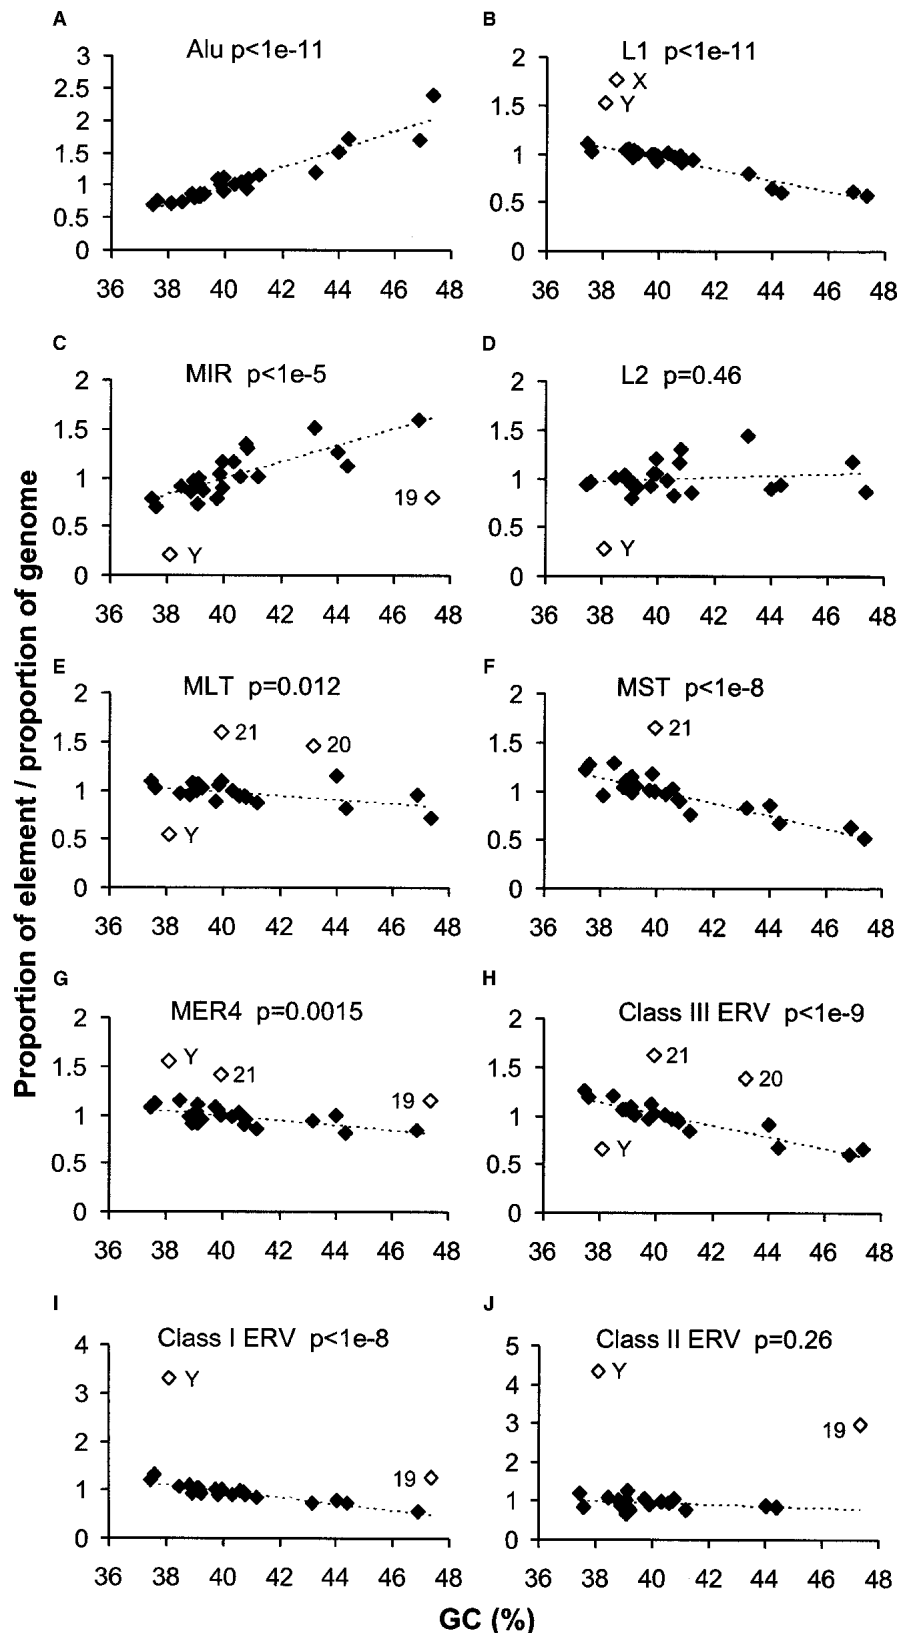 Proportion of element / proportion of genome
A
Alu p<1e-11
3
2.5
2
1.5
1
0.5
0
36 38 40 42 44 46 48
B
L1 p<1e-11
2
1.5
1
0.5
0
X
Y
36 38 40 42 44 46 48
C
MIR p<1e-5
2
1.5
1
0.5
0
19
Y
36 38 40 42 44 46 48
D
L2 p=0.46
2
1.5
1
0.5
0
Y
36 38 40 42 44 46 48
E
MLT p=0.012
2
1.5
1
0.5
0
21
20
Y
36 38 40 42 44 46 48
F
MST p<1e-8
2
1.5
1
0.5
0
21
36 38 40 42 44 46 48
G
MER4 p=0.0015
2
1.5
1
0.5
0
Y
21
19
36 38 40 42 44 46 48
H
Class III ERV p<1e-9
2
1.5
1
0.5
0
21
20
Y
36 38 40 42 44 46 48
I
Class I ERV p<1e-8
4
3
2
1
0
Y
19
36 38 40 42 44 46 48
J
Class II ERV p=0.26
5
4
3
2
1
0
Y
19
36 38 40 42 44 46 48
GC (%)